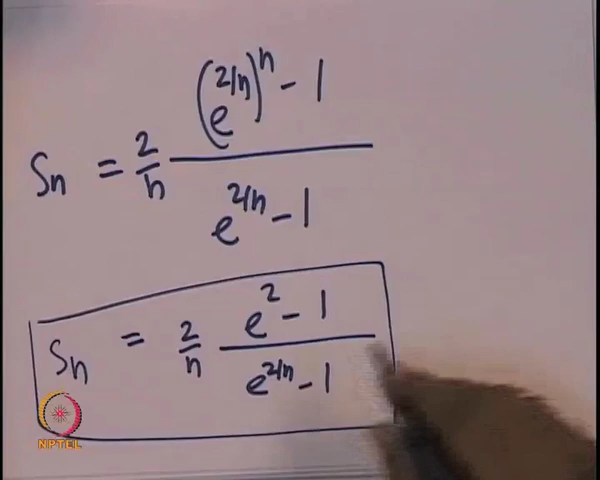 Sn = 2/n ((e^(2/n))^n - 1)/(e^(2/n) - 1)
Sn = 2/n (e^2 - 1)/(e^(2/n) - 1)
NPTEL